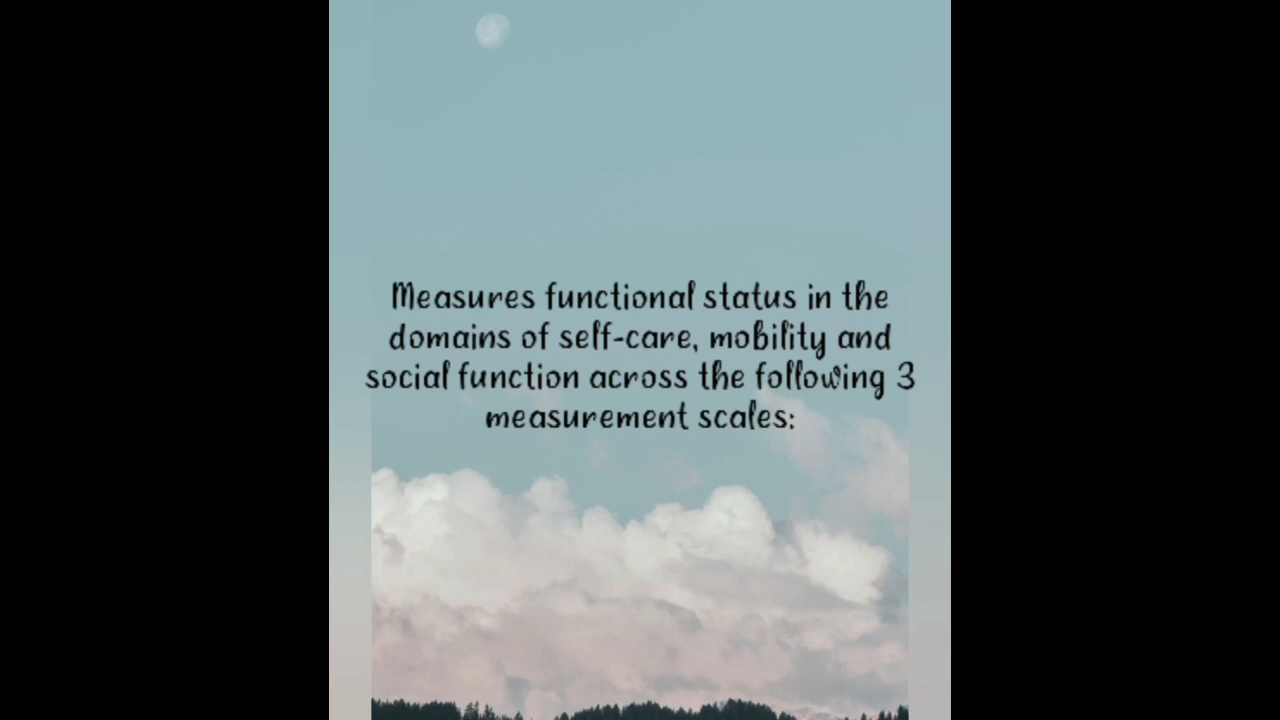 Measures functional status in the
domains of self-care, mobility and
social function across the following 3
measurement scales: